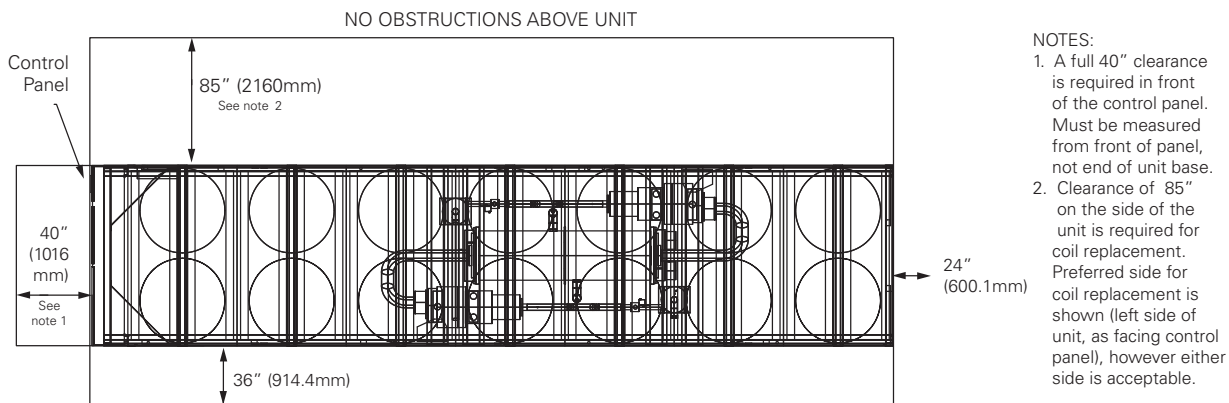 NO OBSTRUCTIONS ABOVE UNIT
Control
Panel
85” (2160mm)
See note 2
40”
(1016
mm)
See
note 1
24”
(600.1mm)
36” (914.4mm)
NOTES:
1. A full 40” clearance
is required in front
of the control panel.
Must be measured
from front of panel,
not end of unit base.
2. Clearance of 85”
on the side of the
unit is required for
coil replacement.
Preferred side for
coil replacement is
shown (left side of
unit, as facing control
panel), however either
side is acceptable.